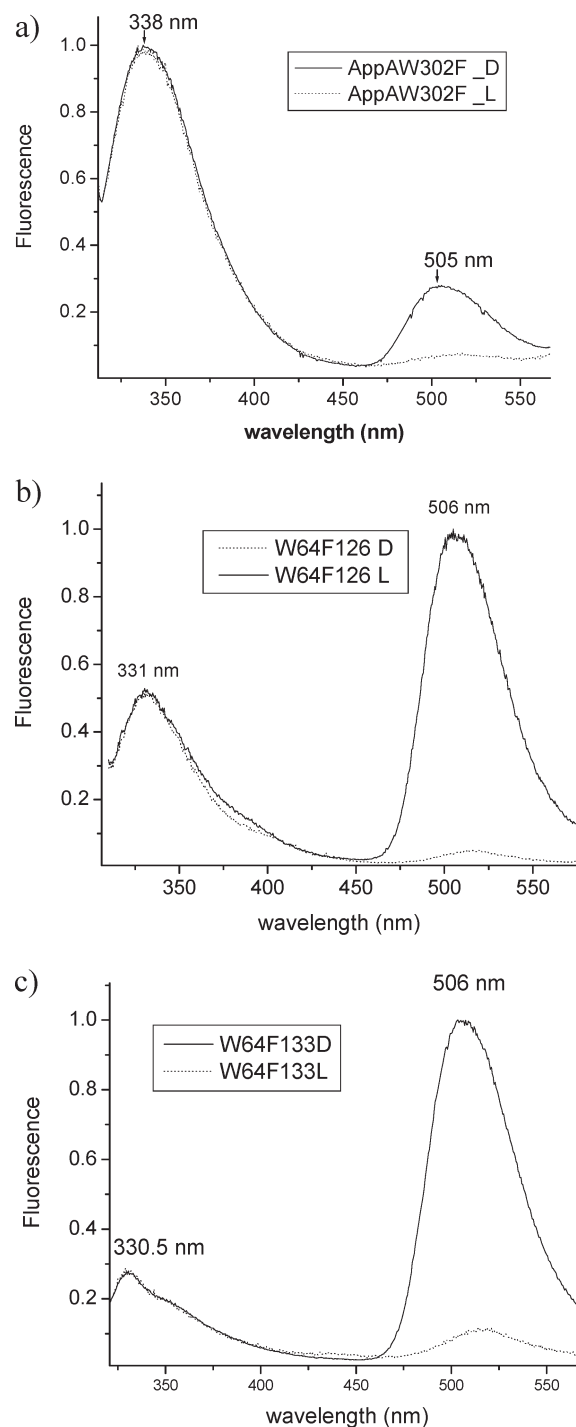 a)
338 nm
AppAW302F _D
AppAW302F _L
505 nm
1.0
0.8
0.6
0.4
0.2
Fluorescence
350 400 450 500 550
wavelength (nm)
b)
506 nm
W64F126 D
W64F126 L
331 nm
1.0
0.8
0.6
0.4
0.2
Fluorescence
350 400 450 500 550
wavelength (nm)
c)
506 nm
W64F133D
W64F133L
330.5 nm
1.0
0.8
0.6
0.4
0.2
Fluorescence
350 400 450 500 550
wavelength (nm)